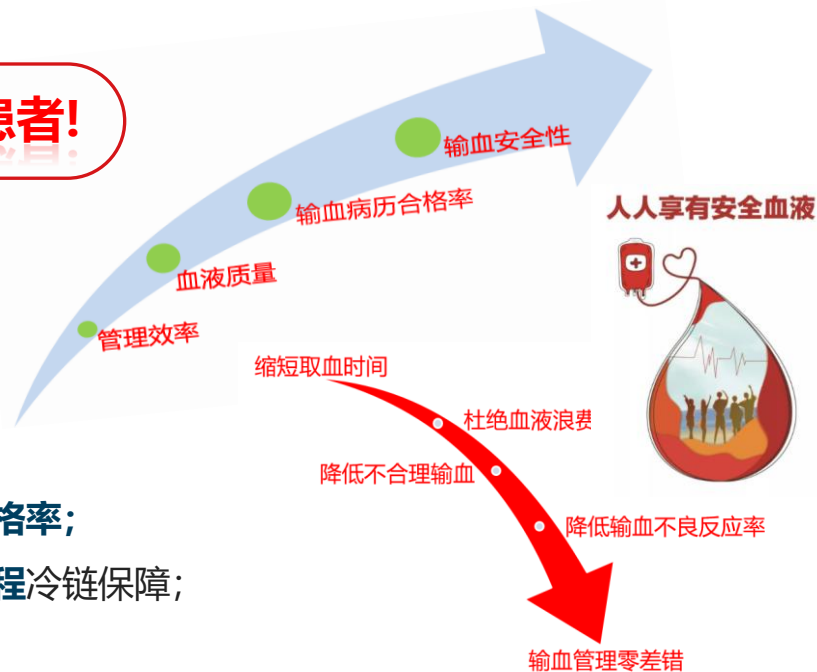 患者!
输血安全性
输血病历合格率
人人享有安全血液
血液质量
管理效率
缩短取血时间
杜绝血液浪费
降低不合理输血
格率；
降低输血不良反应率
程冷链保障；
输血管理零差错